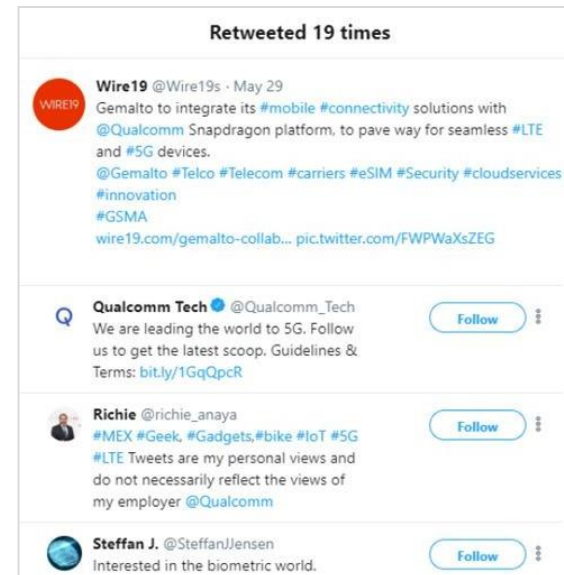 Retweeted 19 times
WIRE19
Wire19 @Wire19s · May 29
Gemalto to integrate its #mobile #connectivity solutions with
@Qualcomm Snapdragon platform, to pave way for seamless #LTE
and #5G devices.
@Gemalto #Telco #Telecom #carriers #eSIM #Security #cloudservices
#innovation
#GSMA
wire19.com/gemalto-collab... pic.twitter.com/FWPWaXsZEG
Qualcomm Tech @Qualcomm_Tech
We are leading the world to 5G. Follow
us to get the latest scoop. Guidelines &
Terms: bit.ly/1GqQpcR
Follow
Richie @richie_anaya
#MEX #Geek, #Gadgets,#bike #IoT #5G
#LTE Tweets are my personal views and
do not necessarily reflect the views of
my employer @Qualcomm
Follow
Steffan J. @SteffanJJensen
Interested in the biometric world.
Follow